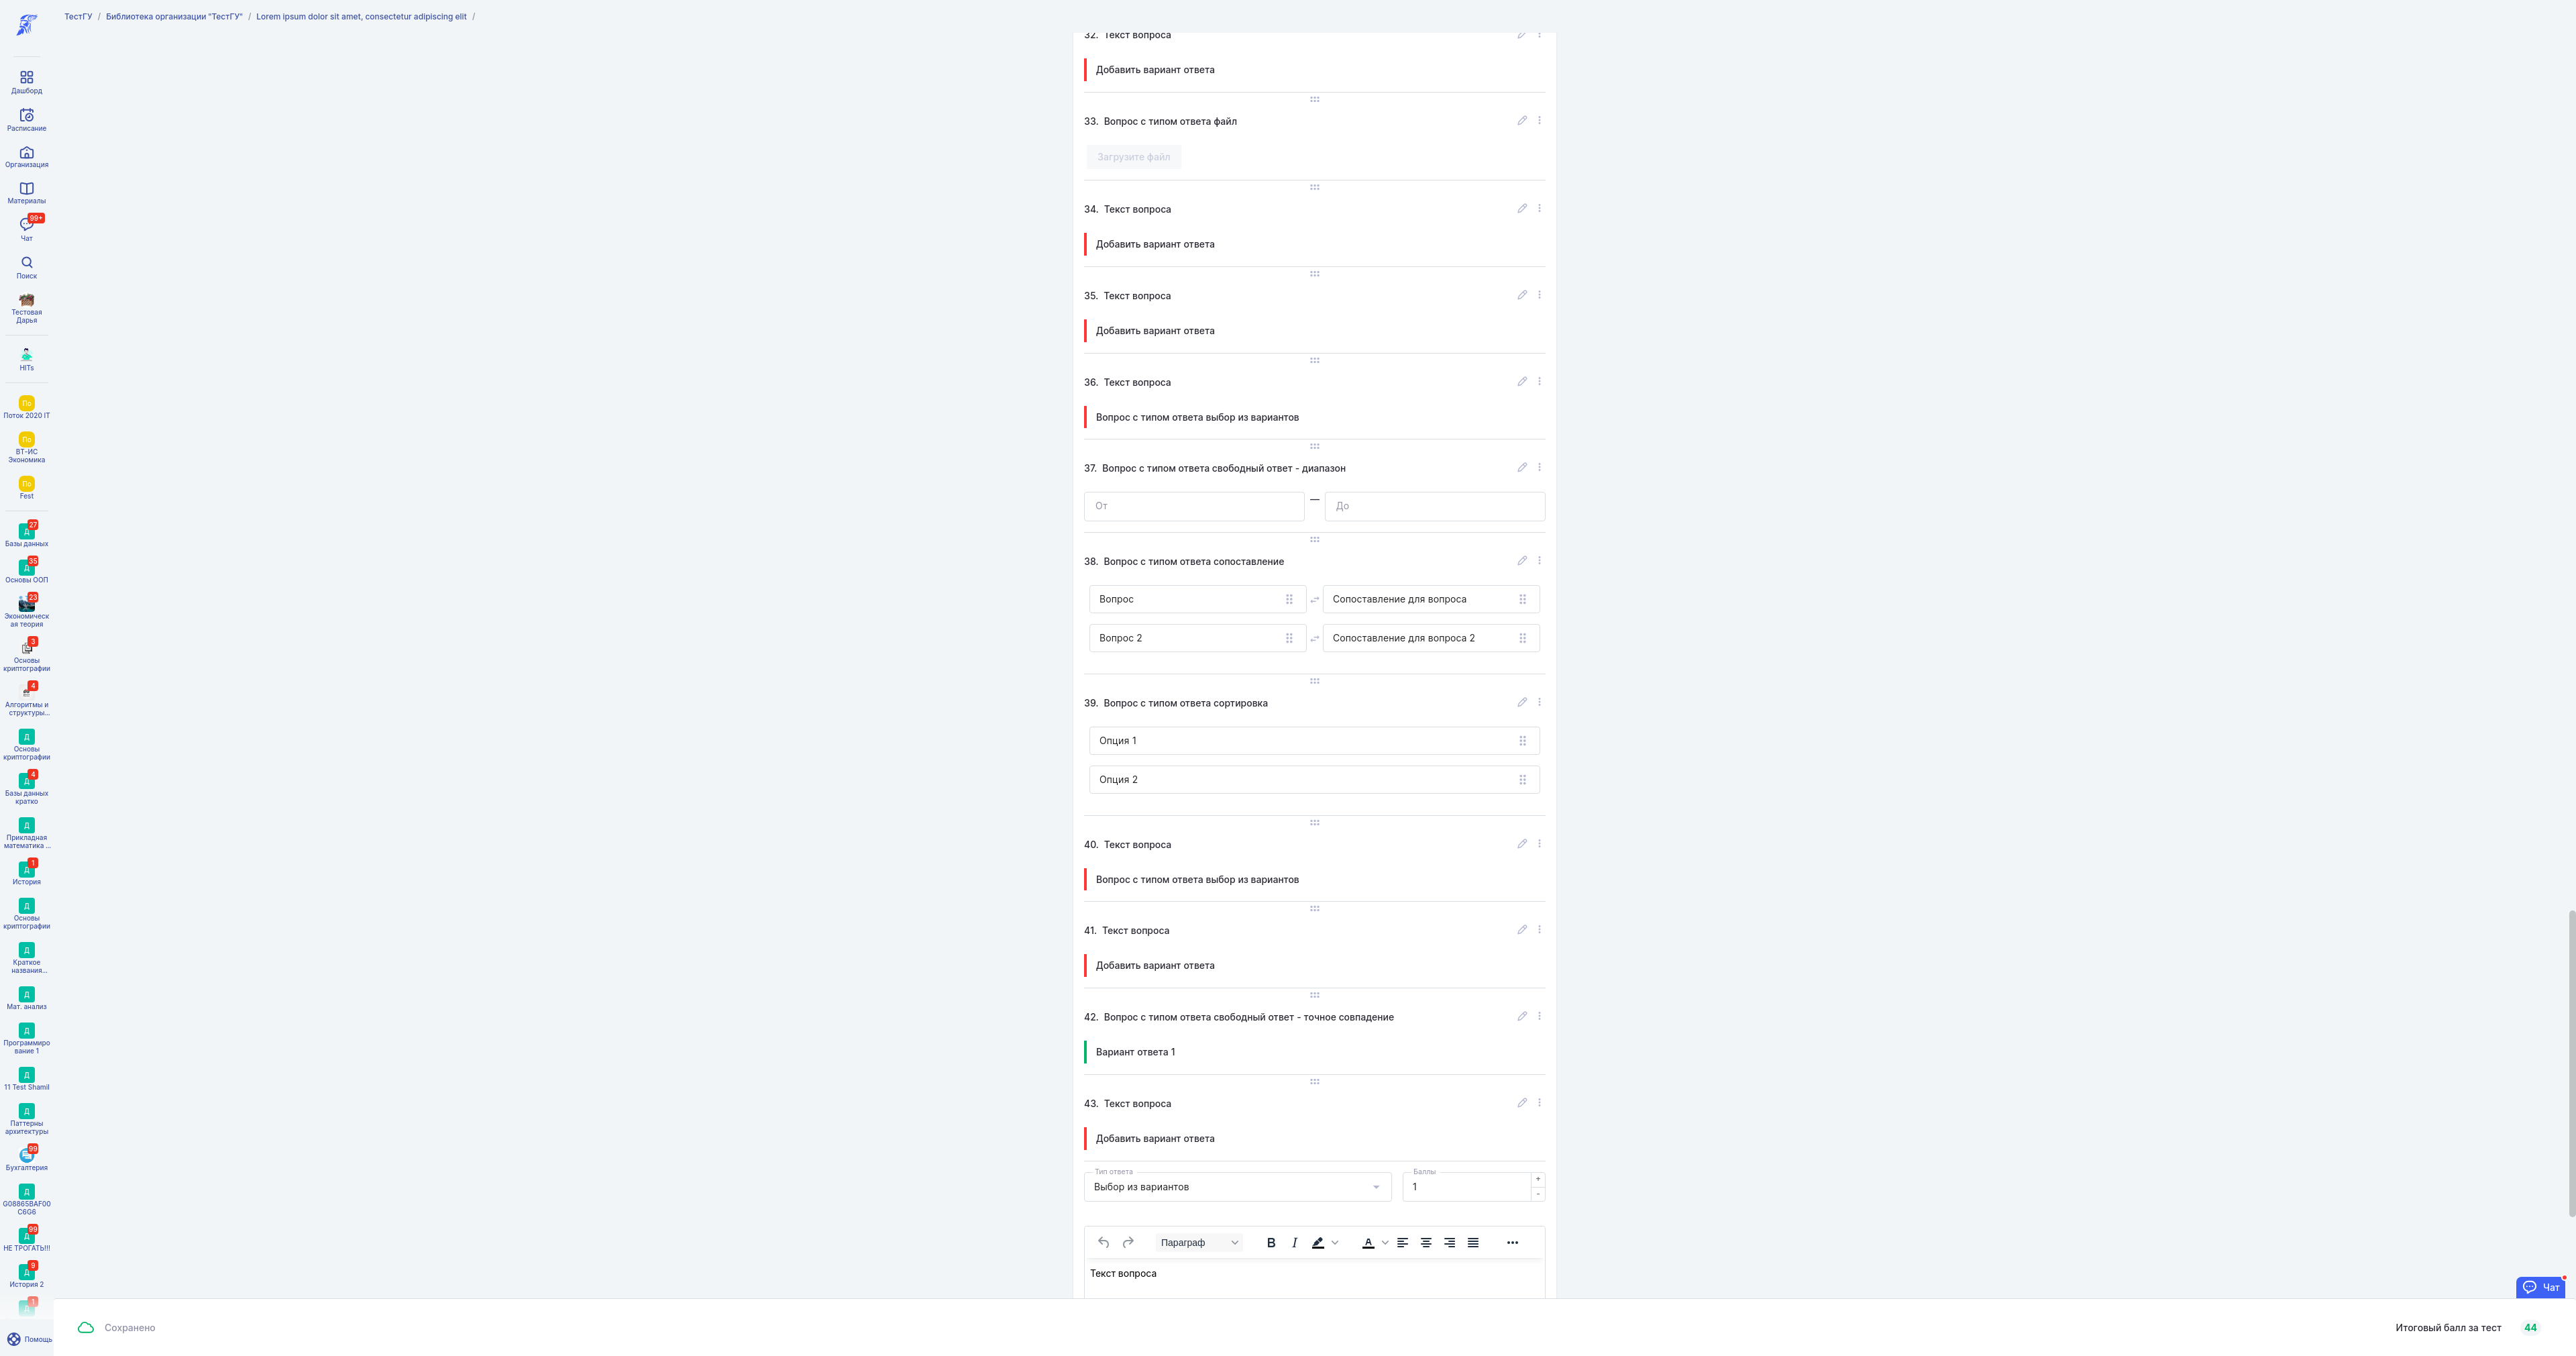 ТестГУ / Библиотека организации "ТестГУ" / Lorem ipsum dolor sit amet, consectetur adipiscing elit /
Дашборд
Расписание
Организация
Материалы
99+
Чат
Поиск
Тестовая
Дарья
HITs
По
Поток 2020 IT
По
ВТ-ИС
Экономика
По
Fest
27
Д
Базы данных
35
Д
Основы ООП
23
Экономическ
ая теория
3
Основы
криптографии
4
Алгоритмы и
структуры...
Д
Основы
криптографии
4
Д
Базы данных
кратко
Д
Прикладная
математика ...
1
Д
История
Д
Основы
криптографии
Д
Краткое
названия...
Д
Мат. анализ
Д
Программиро
вание 1
Д
11 Test Shamil
Д
Паттерны
архитектуры
99
Бухгалтерия
Д
G08865BAF00
C6G6
99
Д
НЕ ТРОГАТЬ!!!
9
Д
История 2
1
Д
Помощь
32. Текст вопроса
Добавить вариант ответа
33. Вопрос с типом ответа файл
Загрузите файл
34. Текст вопроса
Добавить вариант ответа
35. Текст вопроса
Добавить вариант ответа
36. Текст вопроса
Вопрос с типом ответа выбор из вариантов
37. Вопрос с типом ответа свободный ответ - диапазон
От — До
38. Вопрос с типом ответа сопоставление
Вопрос Сопоставление для вопроса
Вопрос 2 Сопоставление для вопроса 2
39. Вопрос с типом ответа сортировка
Опция 1
Опция 2
40. Текст вопроса
Вопрос с типом ответа выбор из вариантов
41. Текст вопроса
Добавить вариант ответа
42. Вопрос с типом ответа свободный ответ - точное совпадение
Вариант ответа 1
43. Текст вопроса
Добавить вариант ответа
Тип ответа Баллы
Выбор из вариантов 1 + -
Параграф B I A
Текст вопроса
Чат
Сохранено
Итоговый балл за тест 44